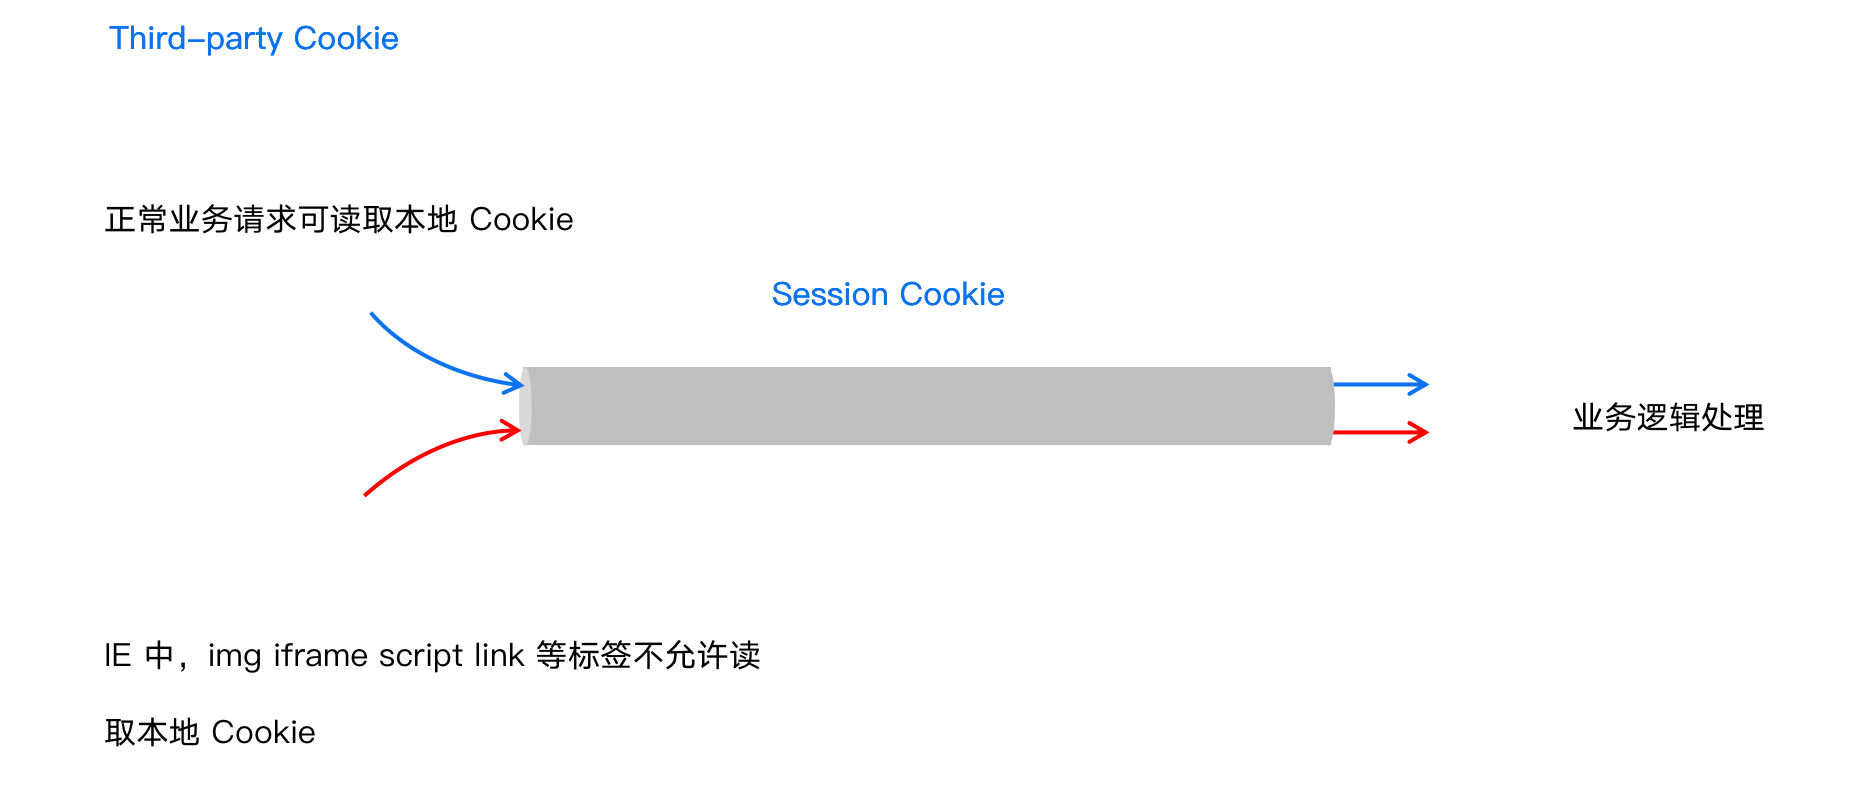 Third-party Cookie
正常业务请求可读取本地 Cookie
Session Cookie
业务逻辑处理
IE 中，img iframe script link 等标签不允许读
取本地 Cookie